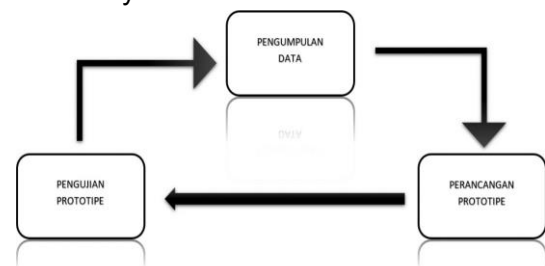 PENGUMPULAN
DATA
PENGUJIAN
PROTOTIPE
PERANCANGAN
PROTOTIPE